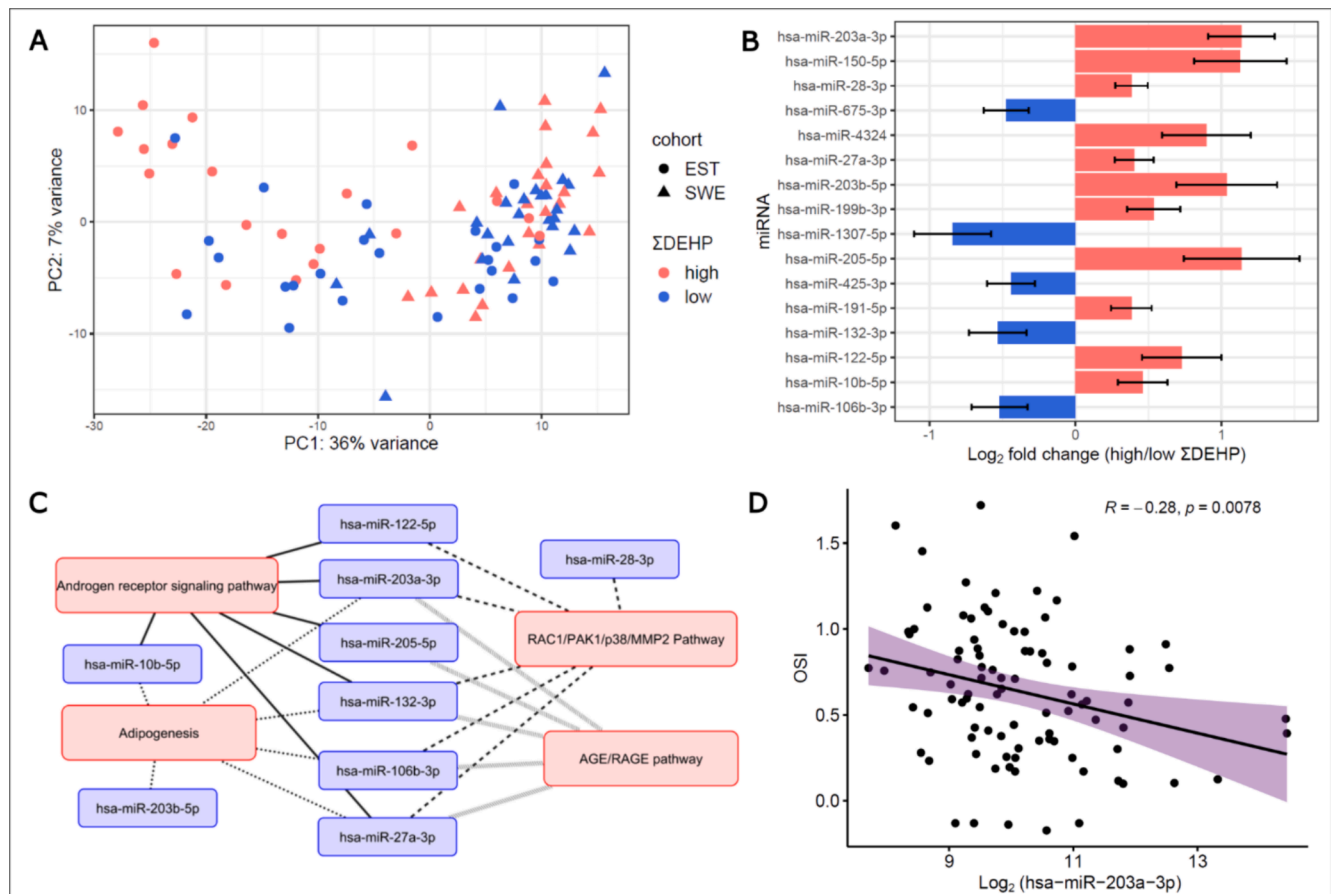 A
10
0
-10
-30
-20
-10
0
10
PC2: 7% variance
PC1: 36% variance
cohort
EST
SWE
ΣDEHP
high
low
B
hsa-miR-203a-3p
hsa-miR-150-5p
hsa-miR-28-3p
hsa-miR-675-3p
hsa-miR-4324
hsa-miR-27a-3p
hsa-miR-203b-5p
hsa-miR-199b-3p
hsa-miR-1307-5p
hsa-miR-205-5p
hsa-miR-425-3p
hsa-miR-191-5p
hsa-miR-132-3p
hsa-miR-122-5p
hsa-miR-10b-5p
hsa-miR-106b-3p
miRNA
-1
0
1
Log2 fold change (high/low ΣDEHP)
C
hsa-miR-122-5p
hsa-miR-28-3p
Androgen receptor signaling pathway
hsa-miR-203a-3p
hsa-miR-205-5p
RAC1/PAK1/p38/MMP2 Pathway
hsa-miR-10b-5p
hsa-miR-132-3p
Adipogenesis
AGE/RAGE pathway
hsa-miR-106b-3p
hsa-miR-203b-5p
hsa-miR-27a-3p
D
R = −0.28, p = 0.0078
1.5
1.0
0.5
0.0
OSI
9
11
13
Log2 (hsa−miR−203a−3p)